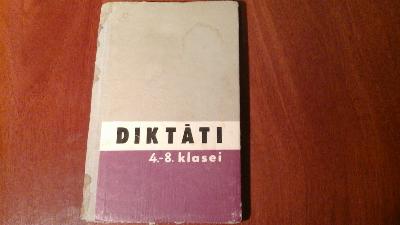 DIKTĀTI
4.-8. klasei